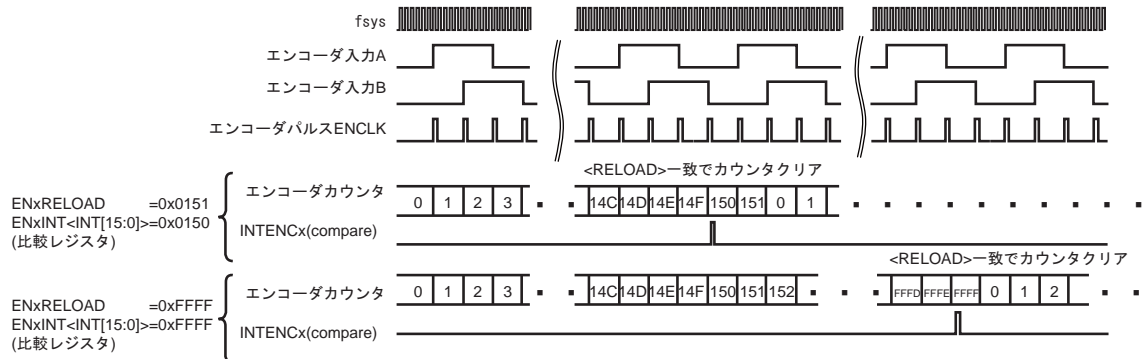 fsys
エンコーダ入力A
エンコーダ入力B
エンコーダパルスENCLK
<RELOAD>一致でカウンタクリア
ENxRELOAD =0x0151
ENxINT<INT[15:0]>=0x0150
(比較レジスタ)
エンコーダカウンタ 0 1 2 3 14C 14D 14E 14F 150 151 0 1
INTENCx(compare)
<RELOAD>一致でカウンタクリア
ENxRELOAD =0xFFFF
ENxINT<INT[15:0]>=0xFFFF
(比較レジスタ)
エンコーダカウンタ 0 1 2 3 14C 14D 14E 14F 150 151 152 FFFD FFFE FFFF 0 1 2
INTENCx(compare)